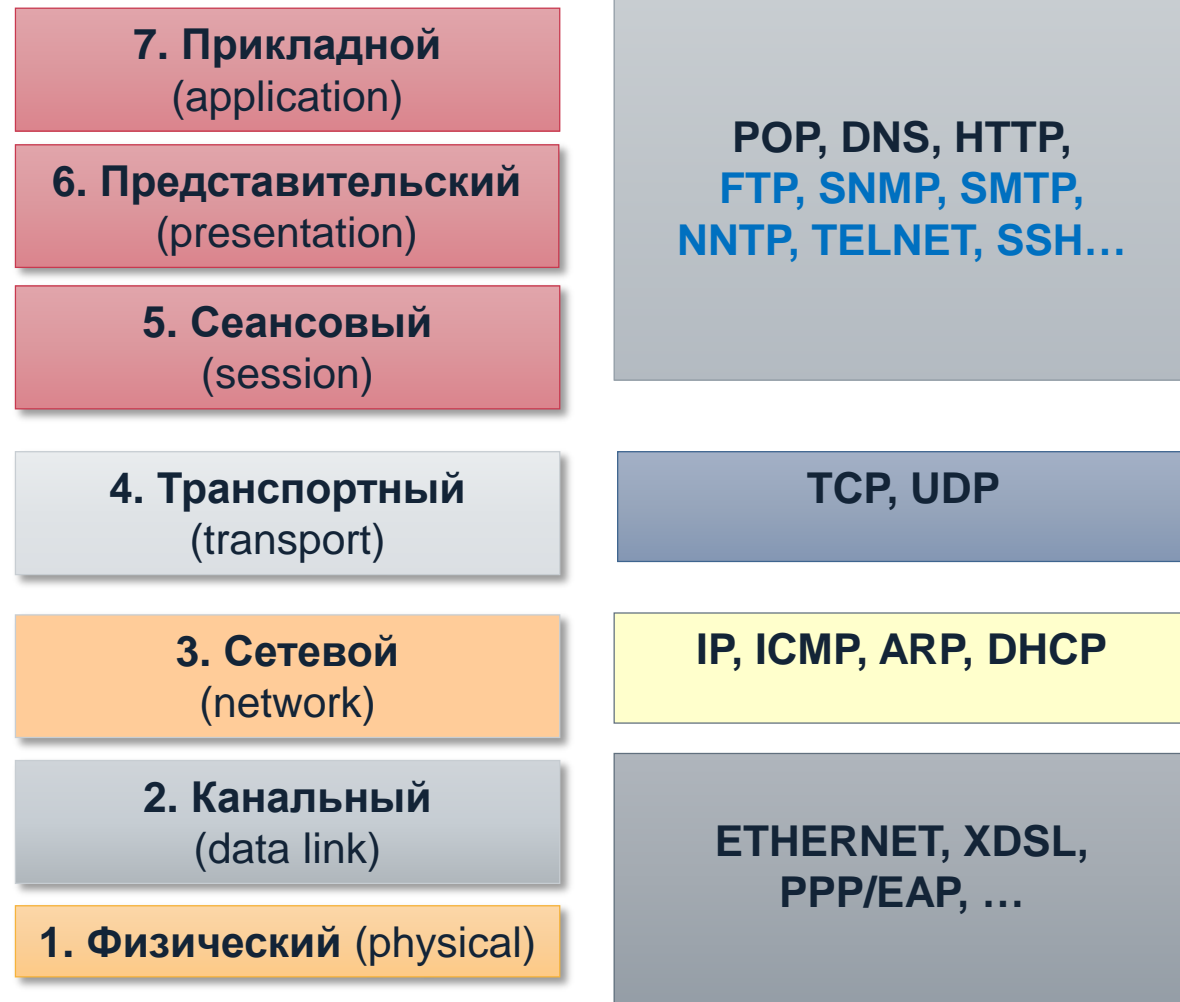 7. Прикладной
(application)
6. Представительский
(presentation)
5. Сеансовый
(session)
POP, DNS, HTTP,
FTP, SNMP, SMTP,
NNTP, TELNET, SSH…
4. Транспортный
(transport)
TCP, UDP
3. Сетевой
(network)
IP, ICMP, ARP, DHCP
2. Канальный
(data link)
1. Физический (physical)
ETHERNET, XDSL,
PPP/EAP, …